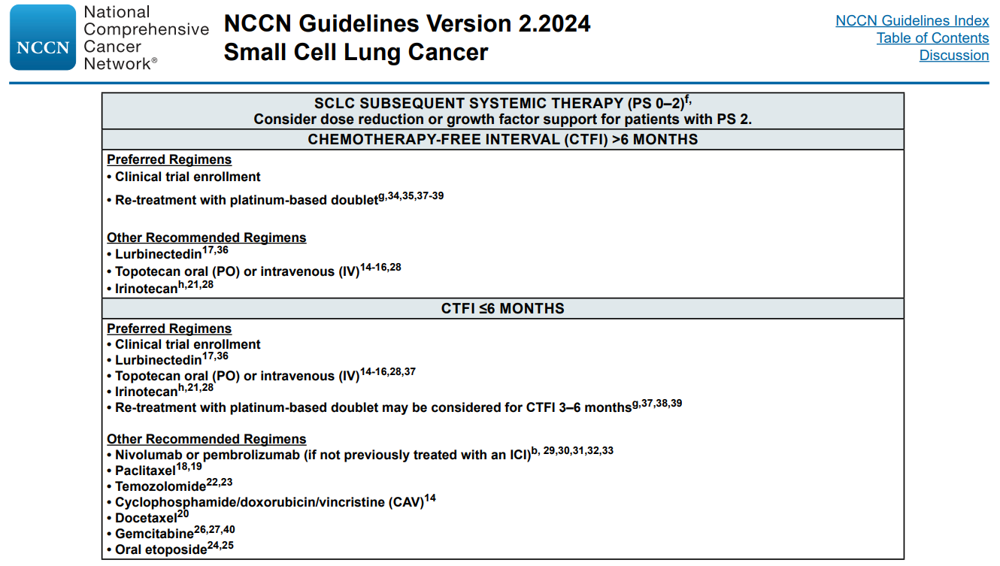 NCCN
National
Comprehensive
Cancer
Network®
NCCN Guidelines Version 2.2024
Small Cell Lung Cancer
NCCN Guidelines Index
Table of Contents
Discussion
SCLC SUBSEQUENT SYSTEMIC THERAPY (PS 0–2)f,
Consider dose reduction or growth factor support for patients with PS 2.
CHEMOTHERAPY-FREE INTERVAL (CTFI) >6 MONTHS
Preferred Regimens
• Clinical trial enrollment
• Re-treatment with platinum-based doubletg,34,35,37-39
Other Recommended Regimens
• Lurbinectedin17,36
• Topotecan oral (PO) or intravenous (IV)14-16,28
• Irinotecanh,21,28
CTFI ≤6 MONTHS
Preferred Regimens
• Clinical trial enrollment
• Lurbinectedin17,36
• Topotecan oral (PO) or intravenous (IV)14-16,28,37
• Irinotecanh,21,28
• Re-treatment with platinum-based doublet may be considered for CTFI 3–6 monthsg,37,38,39
Other Recommended Regimens
• Nivolumab or pembrolizumab (if not previously treated with an ICI)b, 29,30,31,32,33
• Paclitaxel18,19
• Temozolomide22,23
• Cyclophosphamide/doxorubicin/vincristine (CAV)14
• Docetaxel20
• Gemcitabine26,27,40
• Oral etoposide24,25